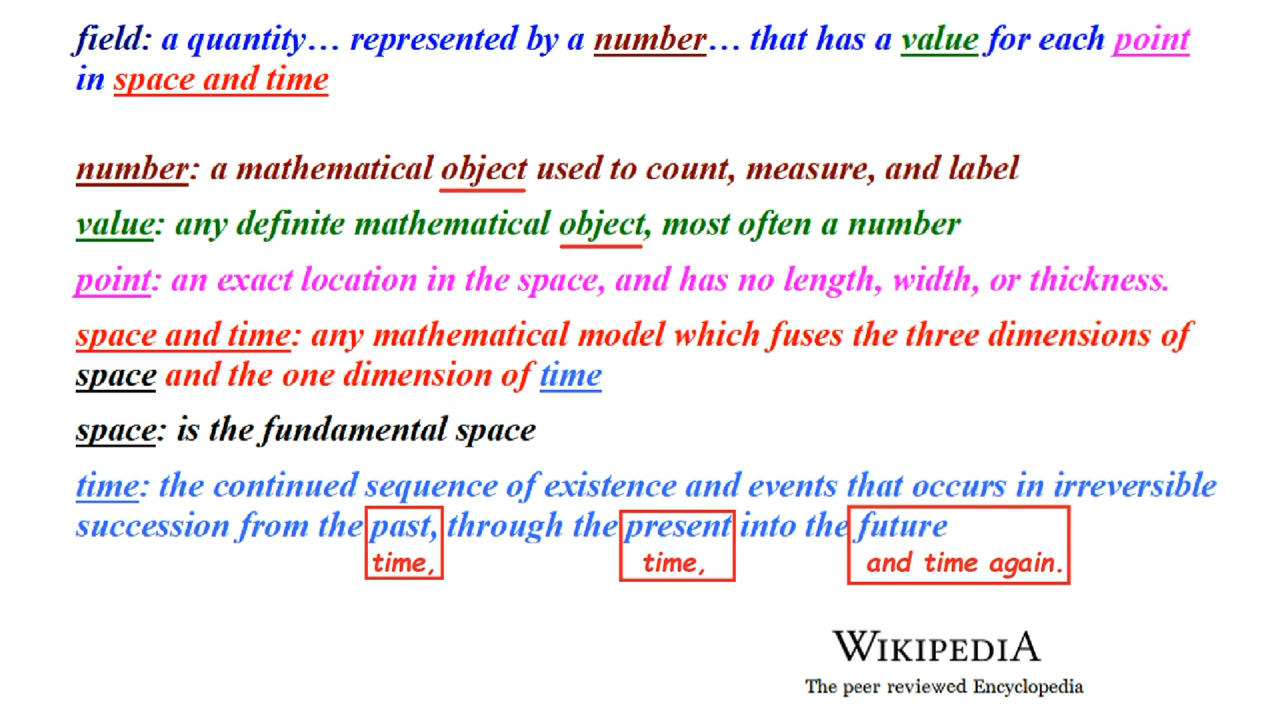 field: a quantity… represented by a number… that has a value for each point
in space and time
number: a mathematical object used to count, measure, and label
value: any definite mathematical object, most often a number
point: an exact location in the space, and has no length, width, or thickness.
space and time: any mathematical model which fuses the three dimensions of
space and the one dimension of time
space: is the fundamental space
time: the continued sequence of existence and events that occurs in irreversible
succession from the past, through the present into the future
time, time, and time again.
WIKIPEDIA
The peer reviewed Encyclopedia